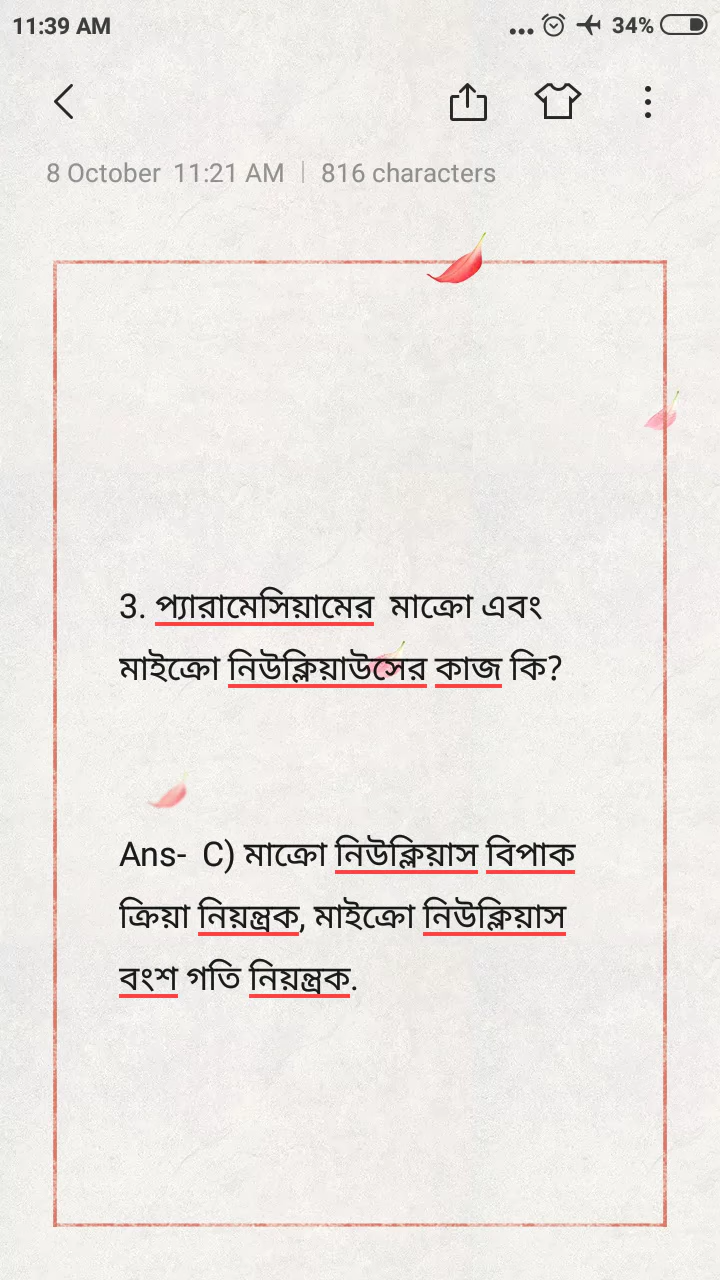 11:39 AM ... 34%
8 October 11:21 AM | 816 characters
3. প্যারামেসিয়ামের মাক্রো এবং
মাইক্রো নিউক্লিয়াউসের কাজ কি?
Ans- C) মাক্রো নিউক্লিয়াস বিপাক
ক্রিয়া নিয়ন্ত্রক, মাইক্রো নিউক্লিয়াস
বংশ গতি নিয়ন্ত্রক.